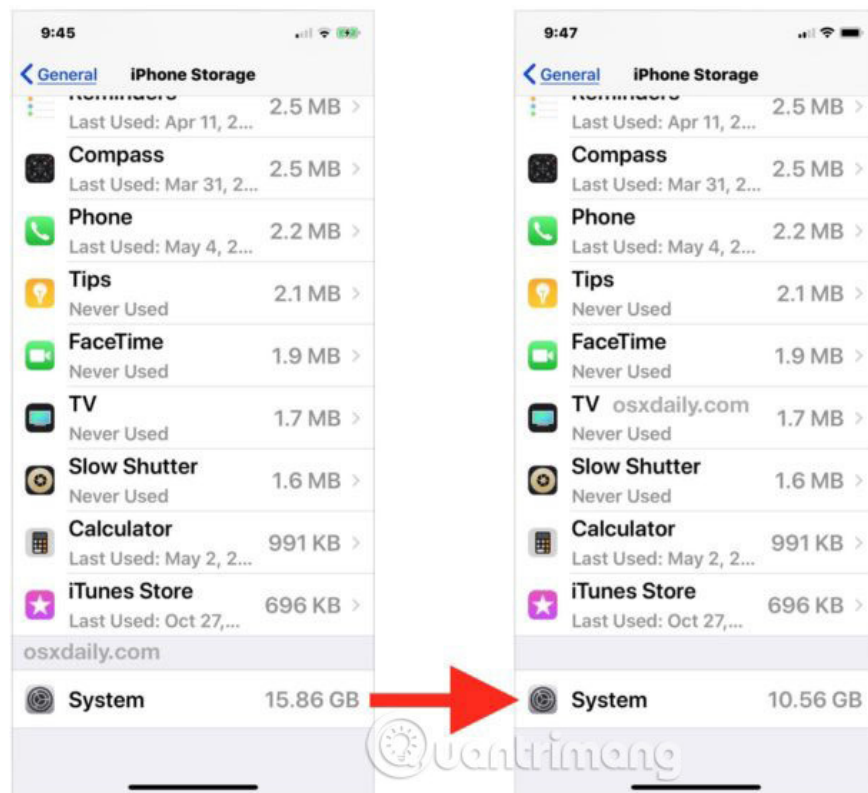 9:45
General iPhone Storage
Reminders
2.5 MB
Last Used: Apr 11, 2...
Compass
2.5 MB
Last Used: Mar 31, 2...
Phone
2.2 MB
Last Used: May 4, 2...
Tips
2.1 MB
Never Used
FaceTime
1.9 MB
Never Used
TV
1.7 MB
Never Used
Slow Shutter
1.6 MB
Never Used
Calculator
991 KB
Last Used: May 2, 2...
iTunes Store
696 KB
Last Used: Oct 27,...
osxdaily.com
System 15.86 GB
9:47
General iPhone Storage
Reminders
2.5 MB
Last Used: Apr 11, 2...
Compass
2.5 MB
Last Used: Mar 31, 2...
Phone
2.2 MB
Last Used: May 4, 2...
Tips
2.1 MB
Never Used
FaceTime
1.9 MB
Never Used
TV osxdaily.com
1.7 MB
Never Used
Slow Shutter
1.6 MB
Never Used
Calculator
991 KB
Last Used: May 2, 2...
iTunes Store
696 KB
Last Used: Oct 27,...
System 10.56 GB
Quantrimang